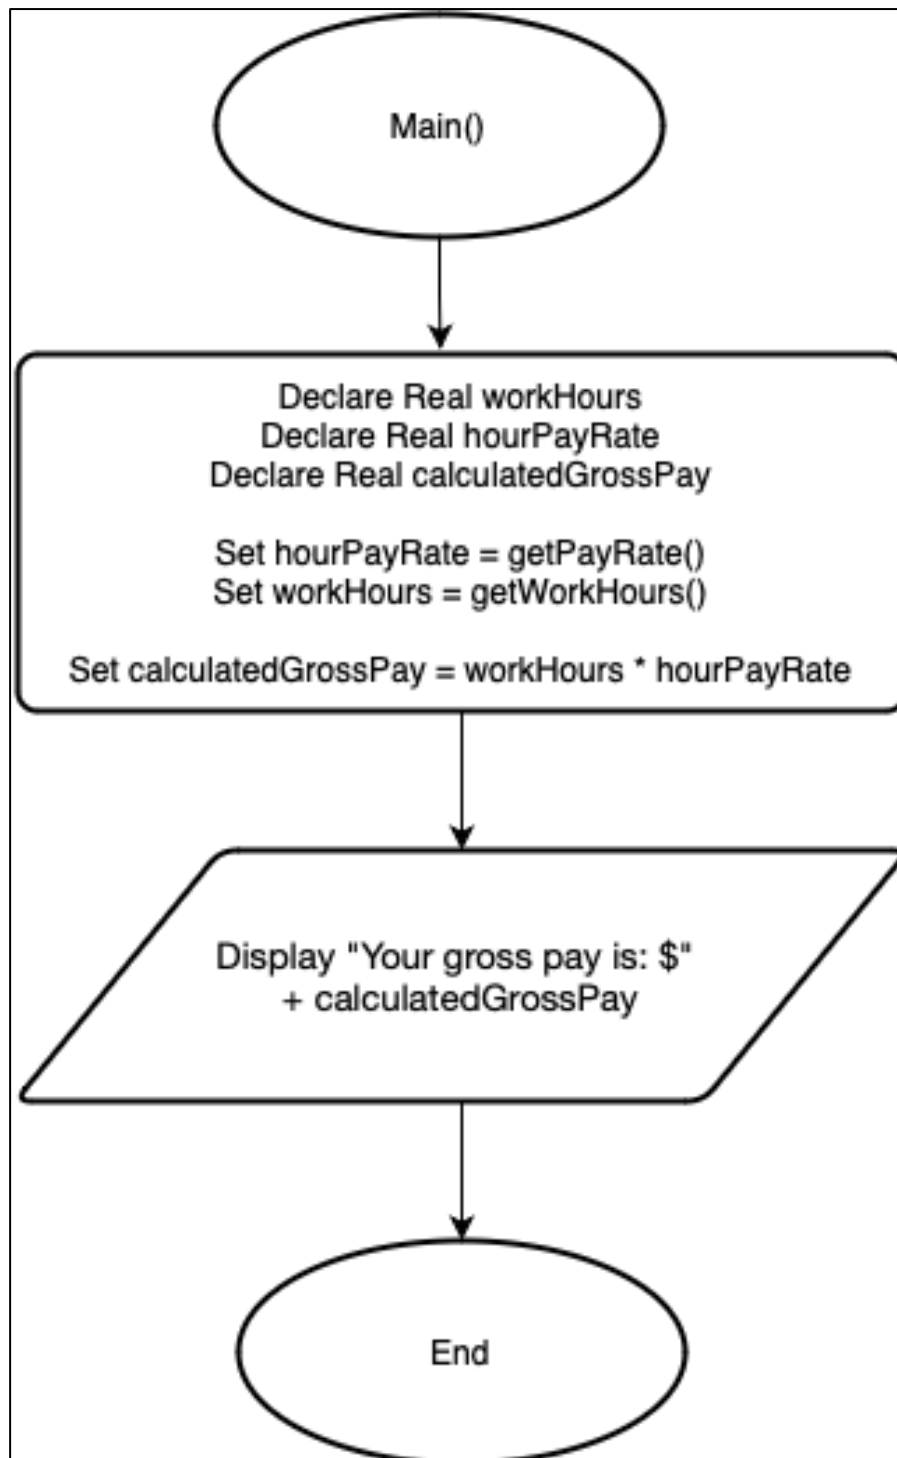 Main()
Declare Real workHours
Declare Real hourPayRate
Declare Real calculatedGrossPay
Set hourPayRate = getPayRate()
Set workHours = getWorkHours()
Set calculatedGrossPay = workHours * hourPayRate
Display "Your gross pay is: $"
+ calculatedGrossPay
End